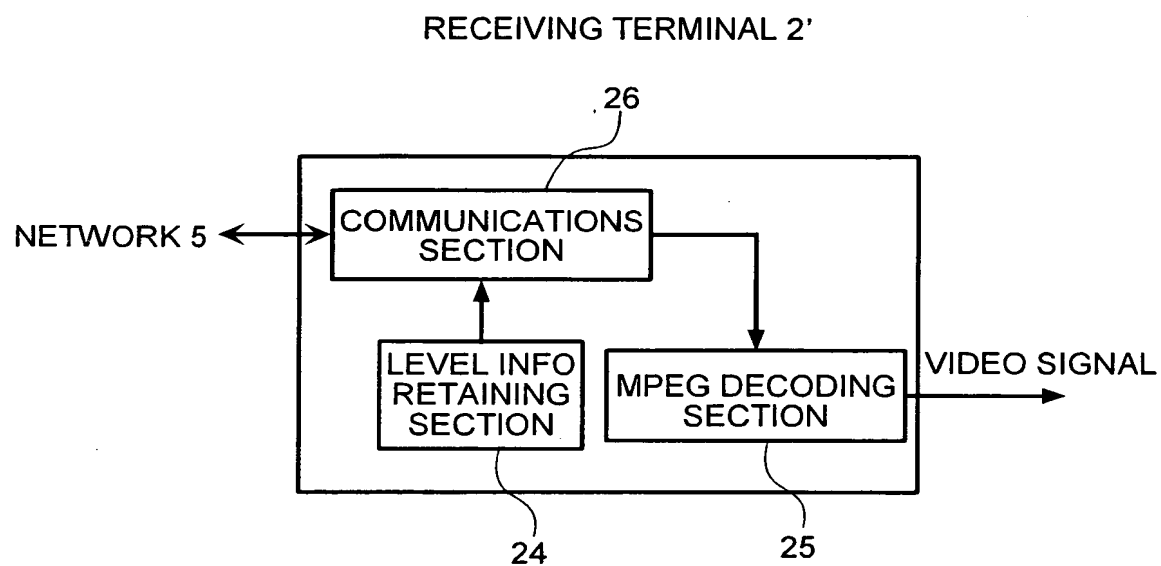 RECEIVING TERMINAL 2'
26
COMMUNICATIONS
SECTION
NETWORK 5
LEVEL INFO
RETAINING
SECTION
MPEG DECODING
SECTION
VIDEO SIGNAL
24
25